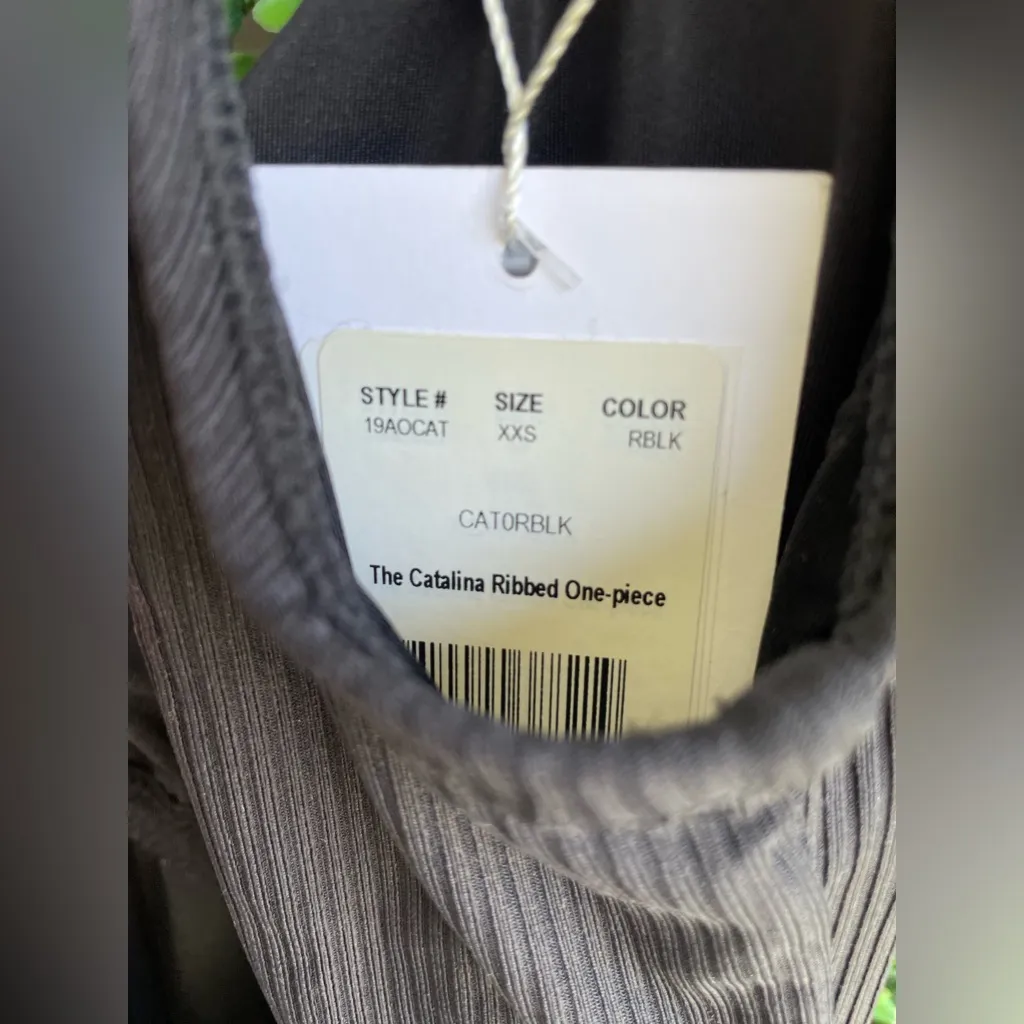 STYLE # SIZE COLOR
19AOCAT XXS RBLK
CAT0RBLK
The Catalina Ribbed One-piece